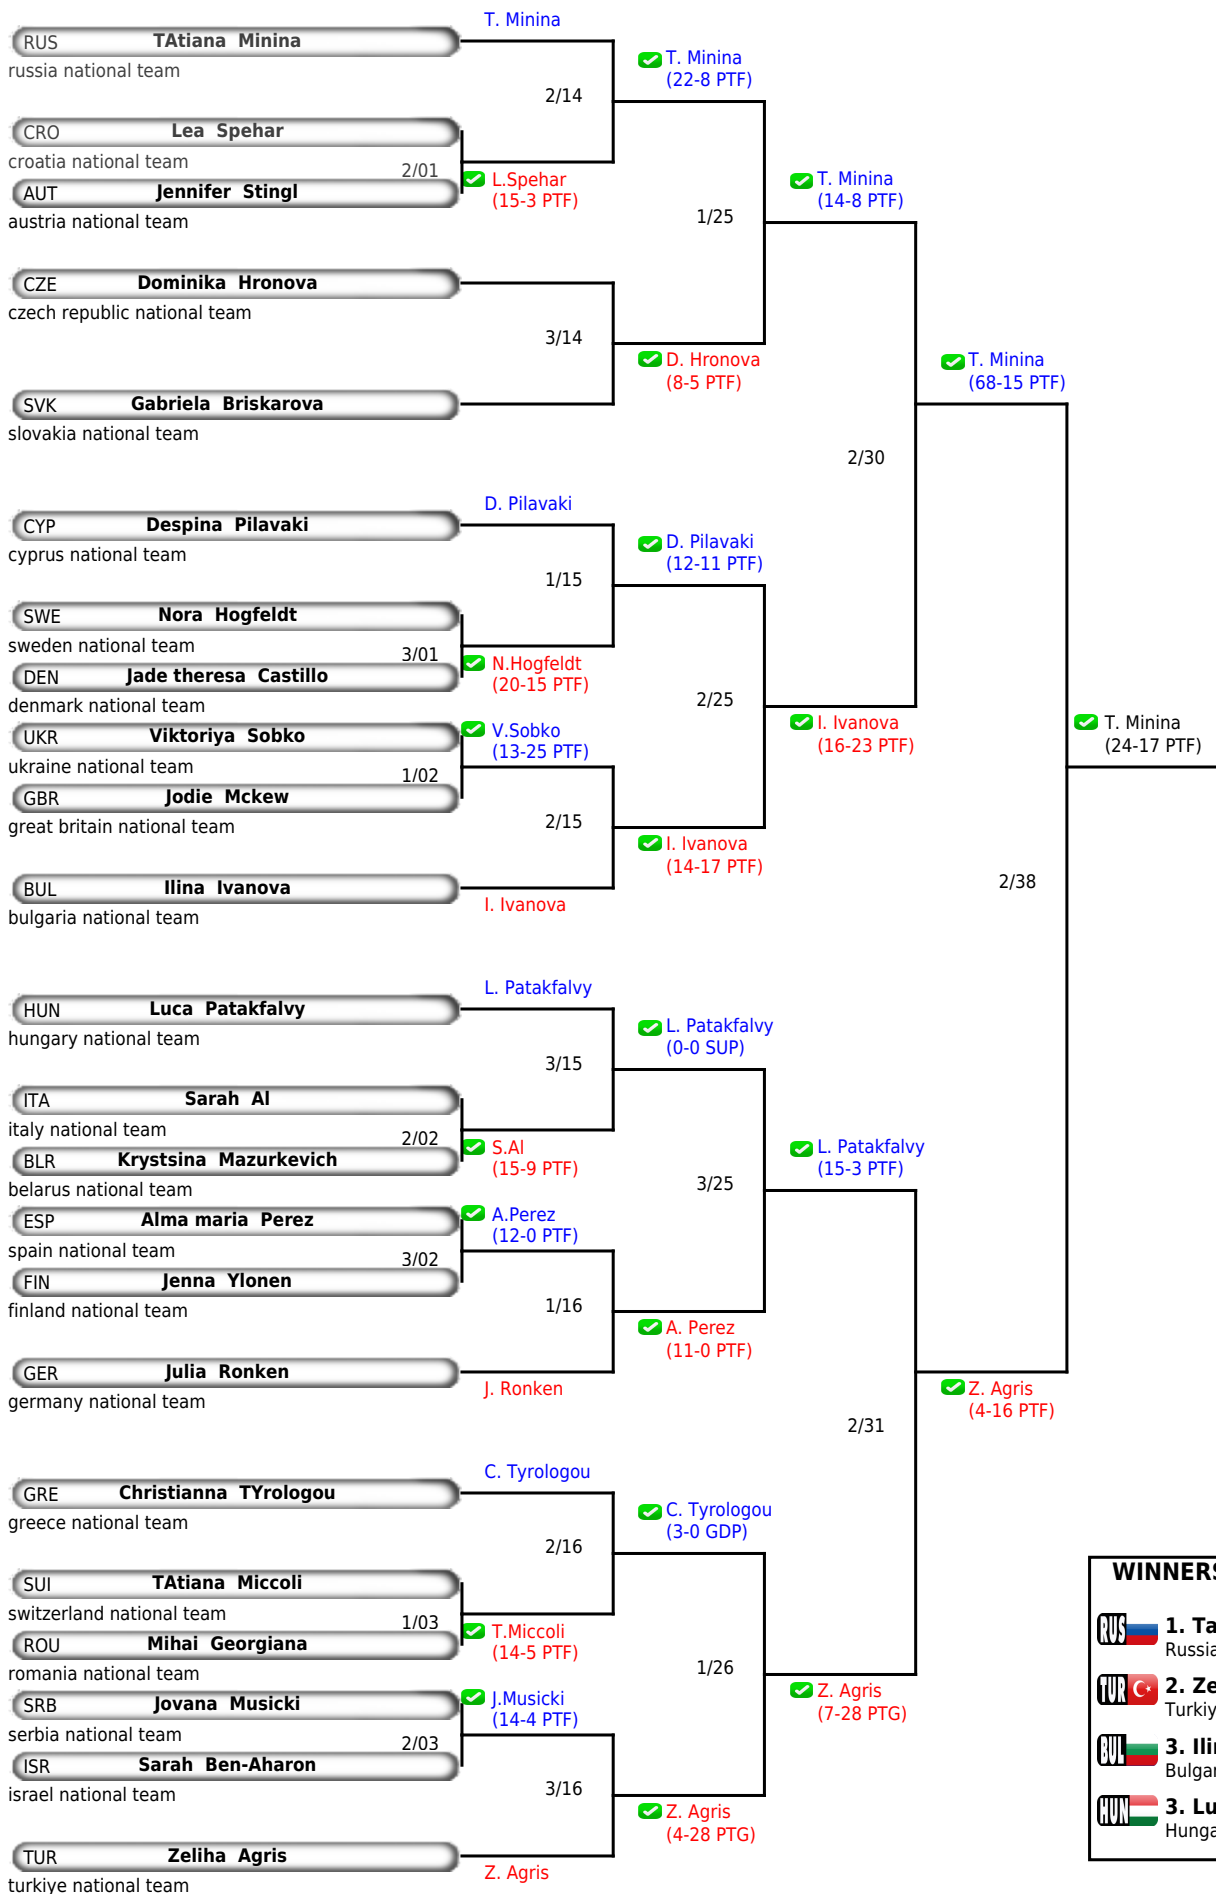 T. Minina
RUS TAtiana Minina
russia national team
T. Minina
(22-8 PTF)
2/14
CRO Lea Spehar
croatia national team
2/01
L.Spehar
(15-3 PTF)
AUT Jennifer Stingl
austria national team
T. Minina
(14-8 PTF)
1/25
CZE Dominika Hronova
czech republic national team
3/14
D. Hronova
(8-5 PTF)
SVK Gabriela Briskarova
slovakia national team
T. Minina
(68-15 PTF)
2/30
D. Pilavaki
CYP Despina Pilavaki
cyprus national team
D. Pilavaki
(12-11 PTF)
1/15
SWE Nora Hogfeldt
sweden national team
3/01
N.Hogfeldt
(20-15 PTF)
DEN Jade theresa Castillo
denmark national team
2/25
UKR Viktoriya Sobko
V.Sobko
(13-25 PTF)
ukraine national team
1/02
GBR Jodie Mckew
great britain national team
I. Ivanova
(16-23 PTF)
T. Minina
(24-17 PTF)
2/15
I. Ivanova
(14-17 PTF)
BUL Ilina Ivanova
bulgaria national team
I. Ivanova
2/38
L. Patakfalvy
HUN Luca Patakfalvy
hungary national team
L. Patakfalvy
(0-0 SUP)
3/15
ITA Sarah Al
italy national team
2/02
S.Al
(15-9 PTF)
BLR Krystsina Mazurkevich
belarus national team
L. Patakfalvy
(15-3 PTF)
3/25
ESP Alma maria Perez
A.Perez
(12-0 PTF)
spain national team
3/02
FIN Jenna Ylonen
finland national team
1/16
A. Perez
(11-0 PTF)
GER Julia Ronken
germany national team
J. Ronken
Z. Agris
(4-16 PTF)
2/31
C. Tyrologou
GRE Christianna TYrologou
greece national team
C. Tyrologou
(3-0 GDP)
2/16
SUI TAtiana Miccoli
switzerland national team
1/03
T.Miccoli
(14-5 PTF)
ROU Mihai Georgiana
romania national team
1/26
SRB Jovana Musicki
J.Musicki
(14-4 PTF)
serbia national team
2/03
ISR Sarah Ben-Aharon
israel national team
Z. Agris
(7-28 PTG)
3/16
Z. Agris
(4-28 PTG)
TUR Zeliha Agris
turkiye national team
Z. Agris
WINNERS
RUS 1. Ta
Russia
TUR 2. Ze
Turkiy
BUL 3. Ilin
Bulgar
HUN 3. Lu
Hunga